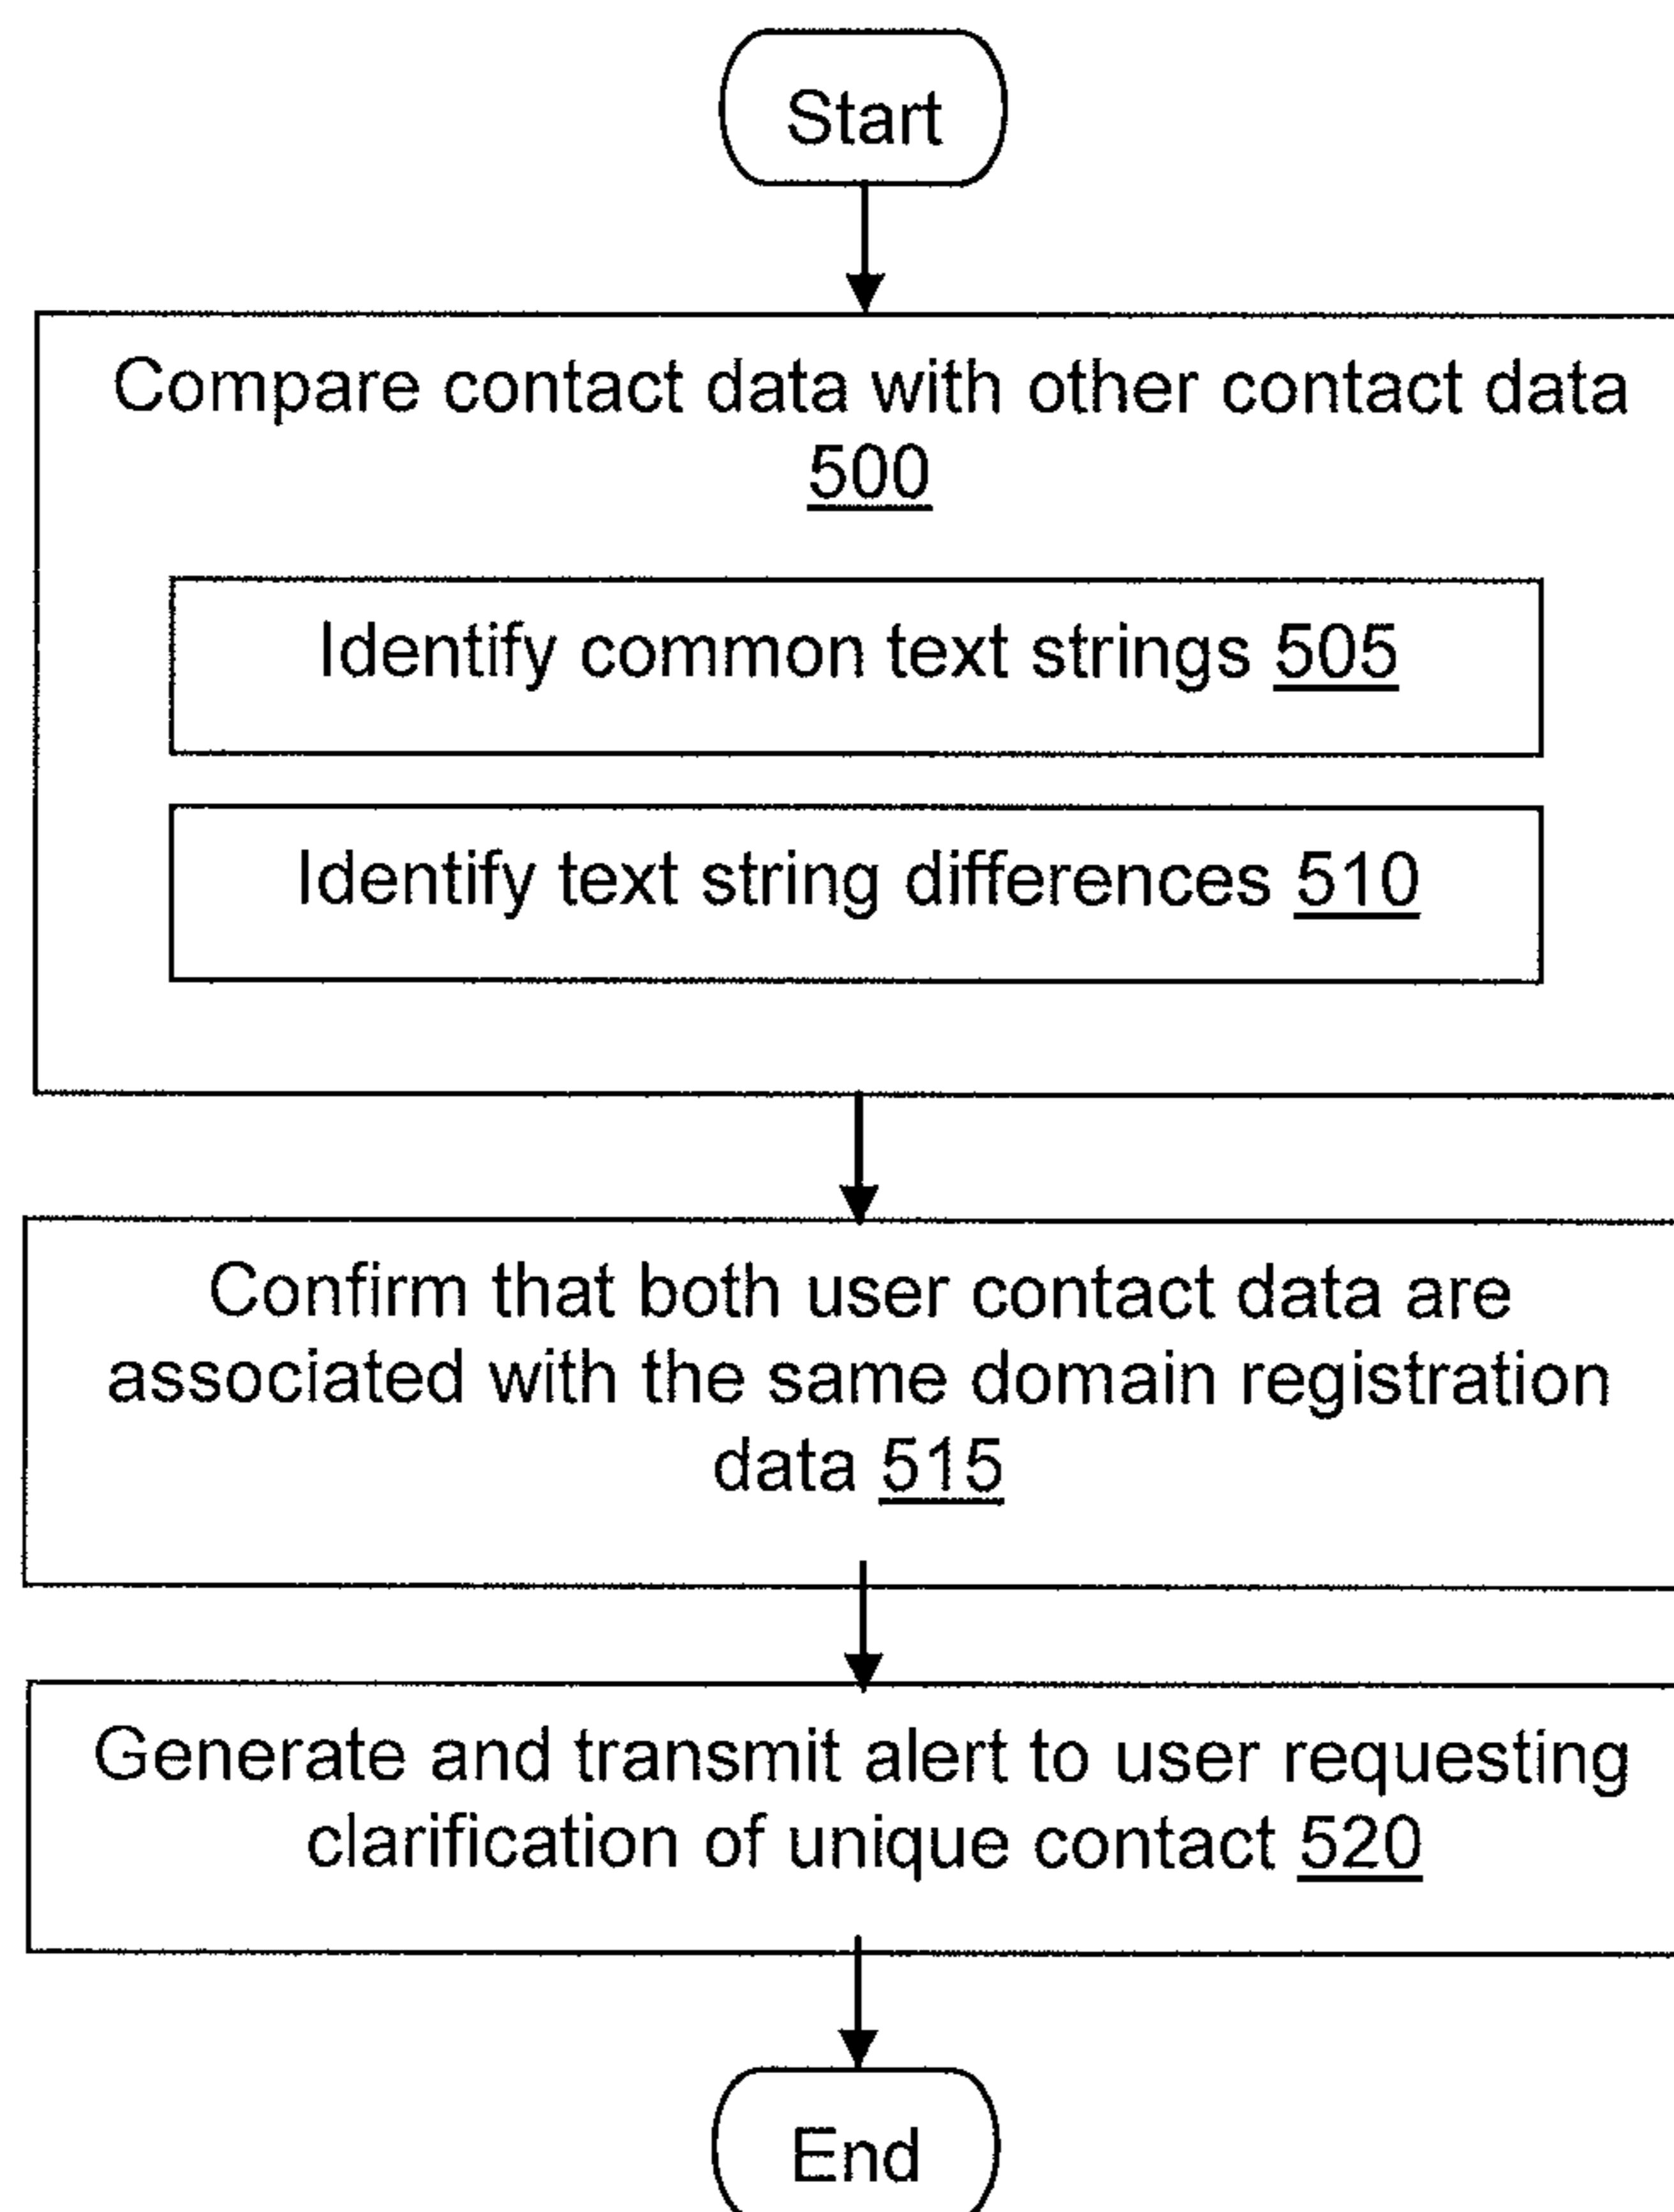 Start
Compare contact data with other contact data
500
Identify common text strings 505
Identify text string differences 510
Confirm that both user contact data are
associated with the same domain registration
data 515
Generate and transmit alert to user requesting
clarification of unique contact 520
End